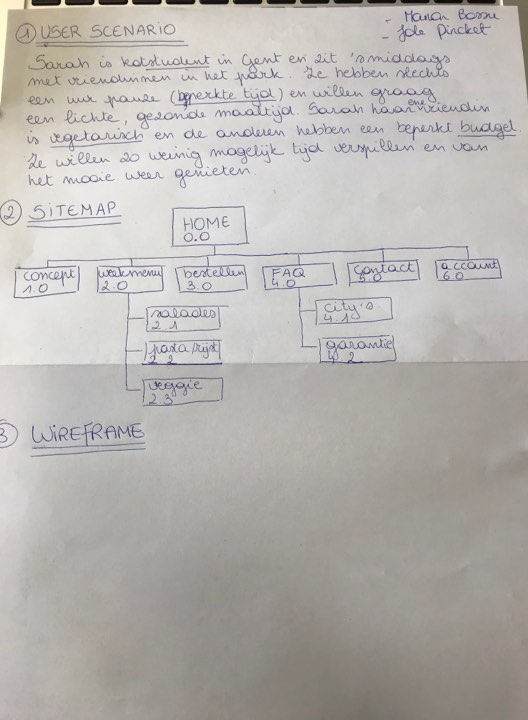 - Manon Bossu
① USER SCENARIO
- Jole Pincket
Sarah is kotstudent in Gent en zit 's middags
met vriendinnen in het park. Ze hebben slechts
een uur pauze (beperkte tijd) en willen graag
een lichte, gezonde maaltijd. Sarah haar ene vriendin
is vegetarisch en de anderen hebben een beperkt budget
Ze willen zo weinig mogelijk tijd verspillen en van
het mooie weer genieten.
② SITEMAP
HOME
0.0
concept weekmenu bestellen FAQ contact account
1.0 2.0 3.0 4.0 5.0 6.0
salades city's
2.1 4.1
pasta/rijst garantie
2.2 4.2
veggie
2.3
③ WIREFRAME